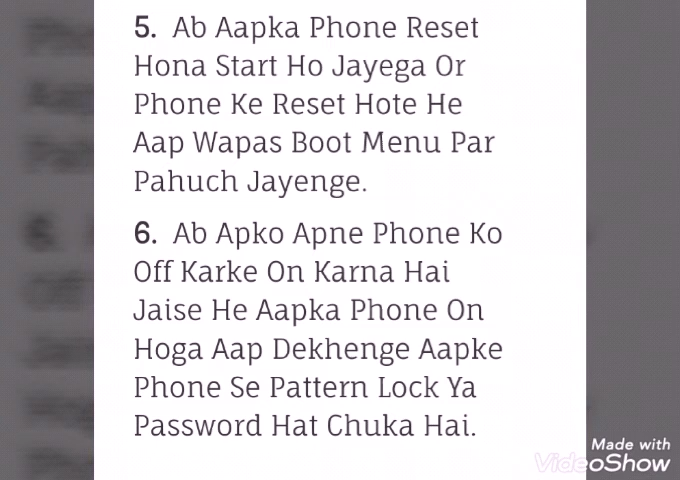 5. Ab Aapka Phone Reset
Hona Start Ho Jayega Or
Phone Ke Reset Hote He
Aap Wapas Boot Menu Par
Pahuch Jayenge.
6. Ab Apko Apne Phone Ko
Off Karke On Karna Hai
Jaise He Aapka Phone On
Hoga Aap Dekhenge Aapke
Phone Se Pattern Lock Ya
Password Hat Chuka Hai.
Made with
VideoShow